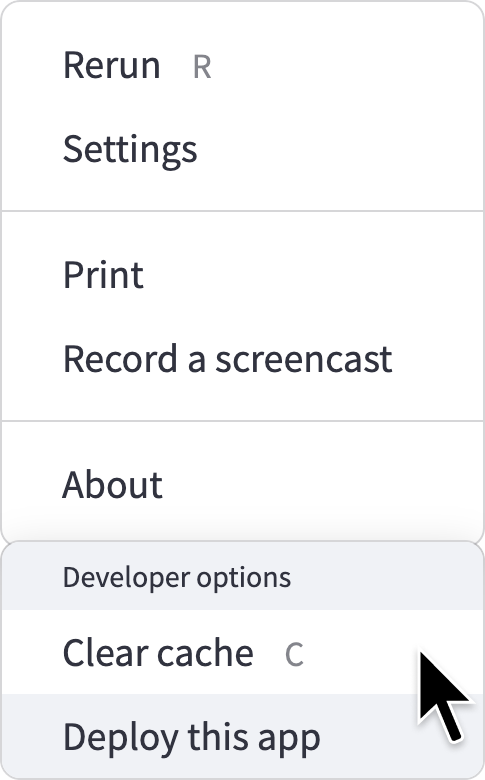 Rerun R
Settings
Print
Record a screencast
About
Developer options
Clear cache C
Deploy this app